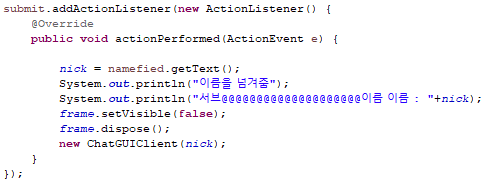 submit.addActionListener(new ActionListener() {
@Override
public void actionPerformed(ActionEvent e) {
nick = namefied.getText();
System.out.println("이름을 넘겨줌");
System.out.println("서브@@@@@@@@@@@@@@@@@@@@이름 이름 : "+nick);
frame.setVisible(false);
frame.dispose();
new ChatGUIClient(nick);
}
});